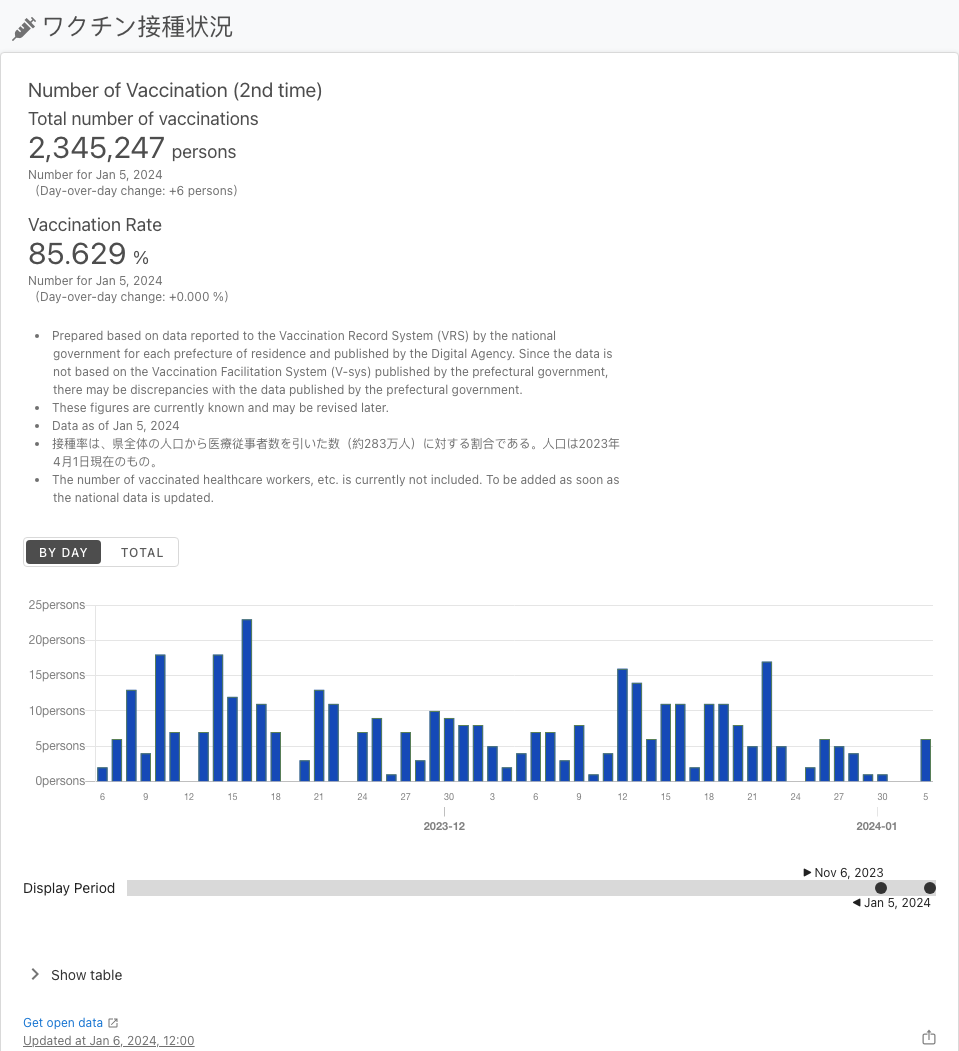 ワクチン接種状況
Number of Vaccination (2nd time)
Total number of vaccinations
2,345,247 persons
Number for Jan 5, 2024
(Day-over-day change: +6 persons)
Vaccination Rate
85.629 %
Number for Jan 5, 2024
(Day-over-day change: +0.000 %)
• Prepared based on data reported to the Vaccination Record System (VRS) by the national
government for each prefecture of residence and published by the Digital Agency. Since the data is
not based on the Vaccination Facilitation System (V-sys) published by the prefectural government,
there may be discrepancies with the data published by the prefectural government.
• These figures are currently known and may be revised later.
• Data as of Jan 5, 2024
• 接種率は、県全体の人口から医療従事者数を引いた数（約283万人）に対する割合である。人口は2023年
4月1日現在のもの。
• The number of vaccinated healthcare workers, etc. is currently not included. To be added as soon as
the national data is updated.
BY DAY TOTAL
25persons
20persons
15persons
10persons
5persons
0persons
6 9 12 15 18 21 24 27 30 3 6 9 12 15 18 21 24 27 30 5
2023-12 2024-01
Nov 6, 2023
Display Period
Jan 5, 2024
Show table
Get open data
Updated at Jan 6, 2024, 12:00